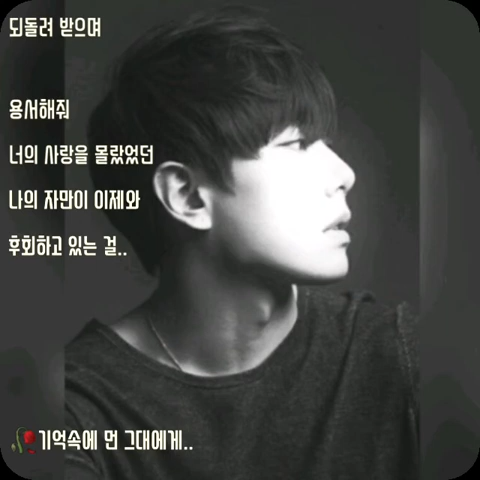 되돌려 받으며
용서해줘
너의 사랑을 몰랐었던
나의 자만이 이제와
후회하고 있는 걸..
🥀기억속에 먼 그대에게..